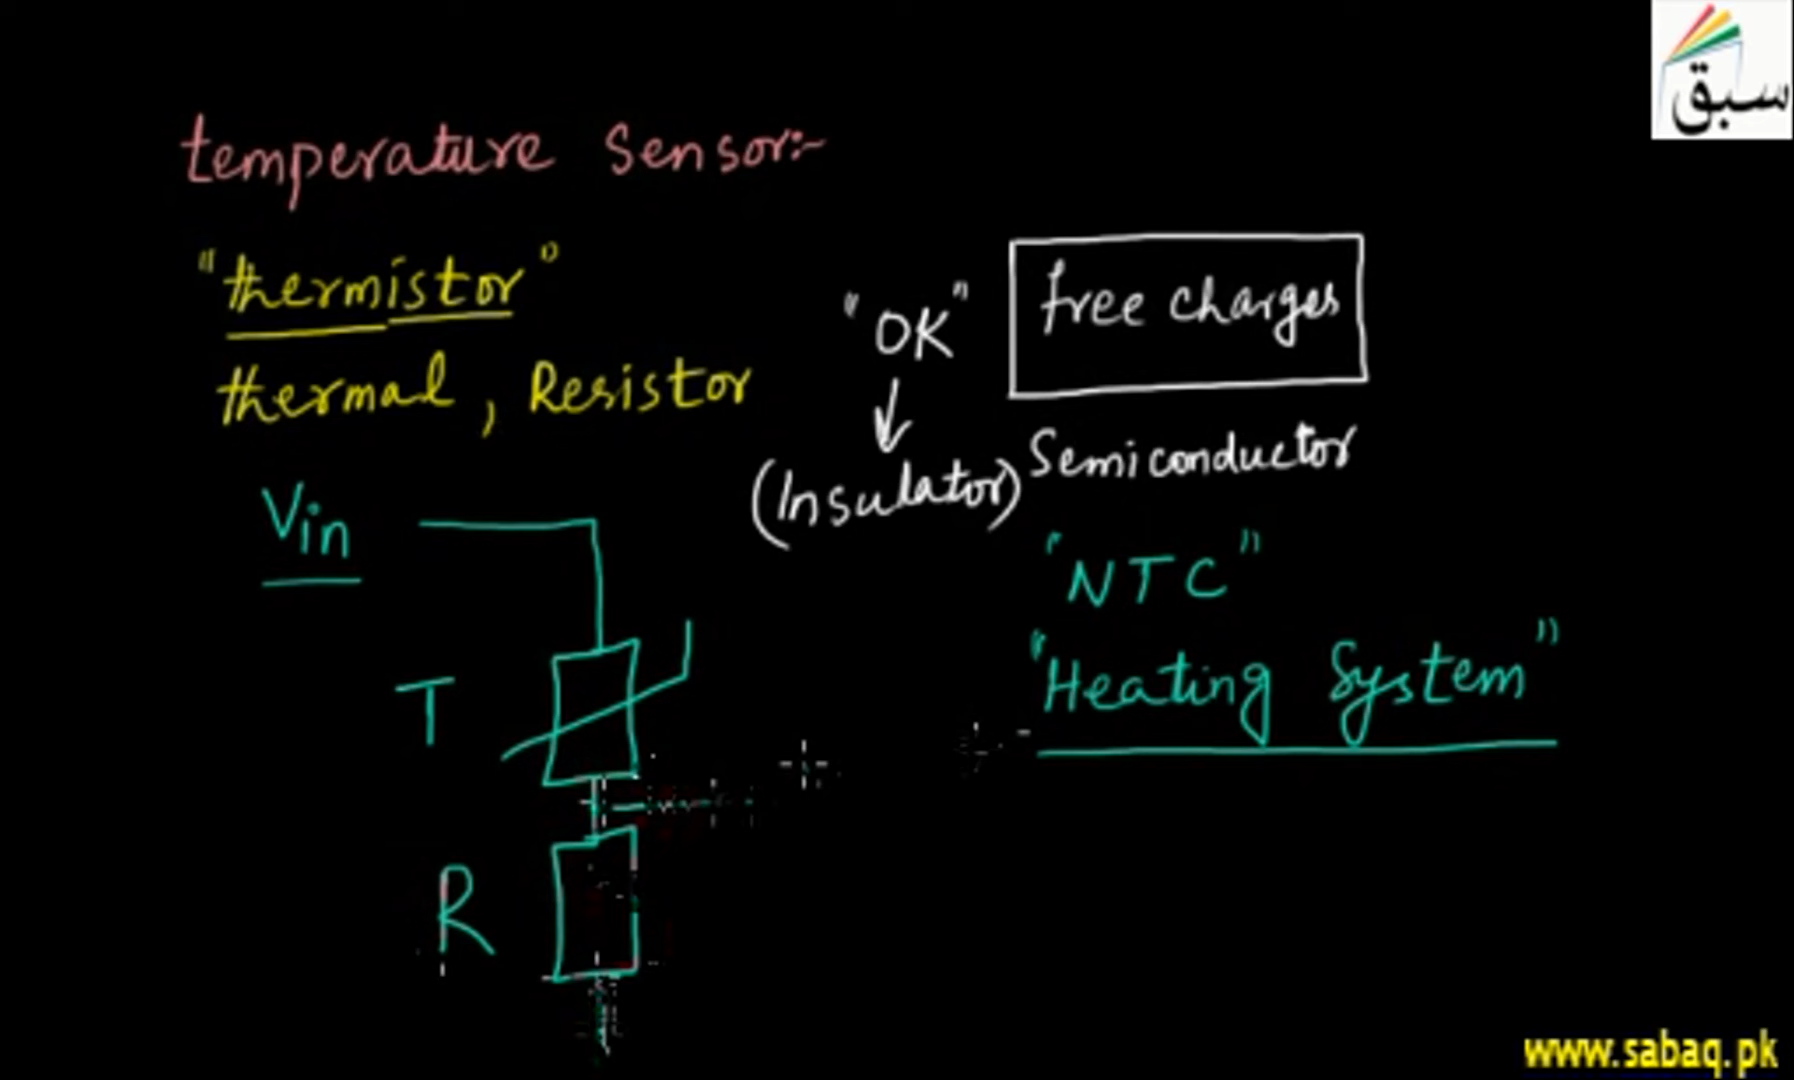 سبق
temperature sensor:-
"thermistor"
thermal, Resistor
"OK"
free charges
(Insulator)
Semiconductor
Vin
"NTC"
"Heating System"
T
R
www.sabaq.pk